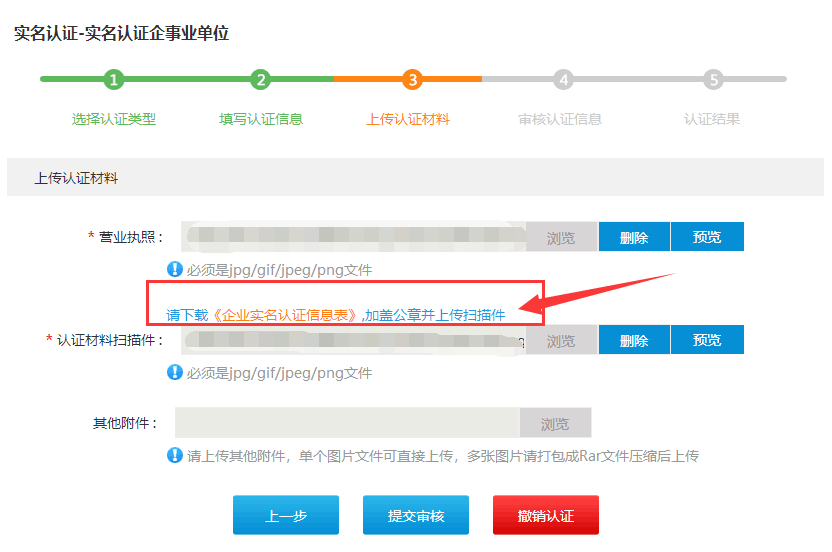 实名认证-实名认证企事业单位
1 2 3 4 5
选择认证类型 填写认证信息 上传认证材料 审核认证信息 认证结果
上传认证材料
* 营业执照： 浏览 删除 预览
必须是jpg/gif/jpeg/png文件
请下载《企业实名认证信息表》,加盖公章并上传扫描件
* 认证材料扫描件： 浏览 删除 预览
必须是jpg/gif/jpeg/png文件
其他附件： 浏览
请上传其他附件，单个图片文件可直接上传，多张图片请打包成Rar文件压缩后上传
上一步 提交审核 撤销认证